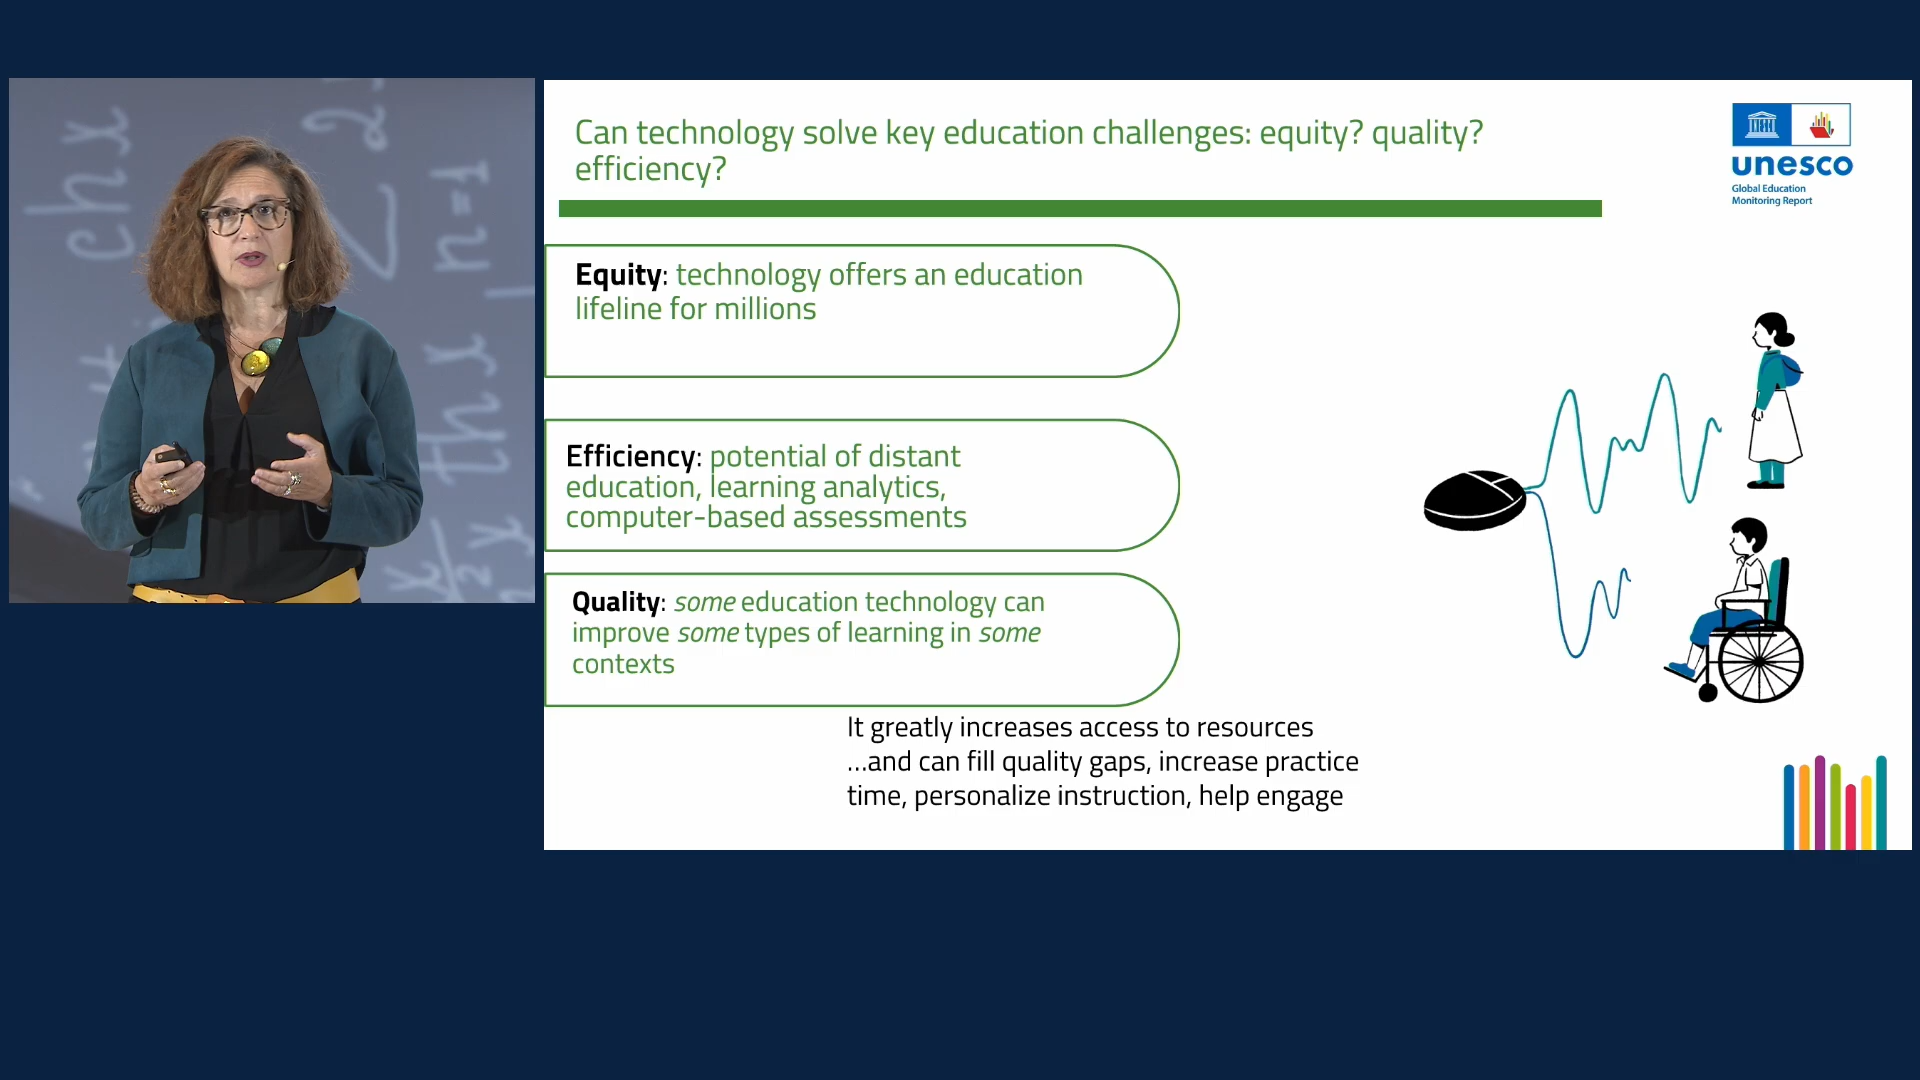 Can technology solve key education challenges: equity? quality?
efficiency?
unesco
Global Education
Monitoring Report
Equity: technology offers an education
lifeline for millions
Efficiency: potential of distant
education, learning analytics,
computer-based assessments
Quality: some education technology can
improve some types of learning in some
contexts
It greatly increases access to resources
...and can fill quality gaps, increase practice
time, personalize instruction, help engage
chx
n=1